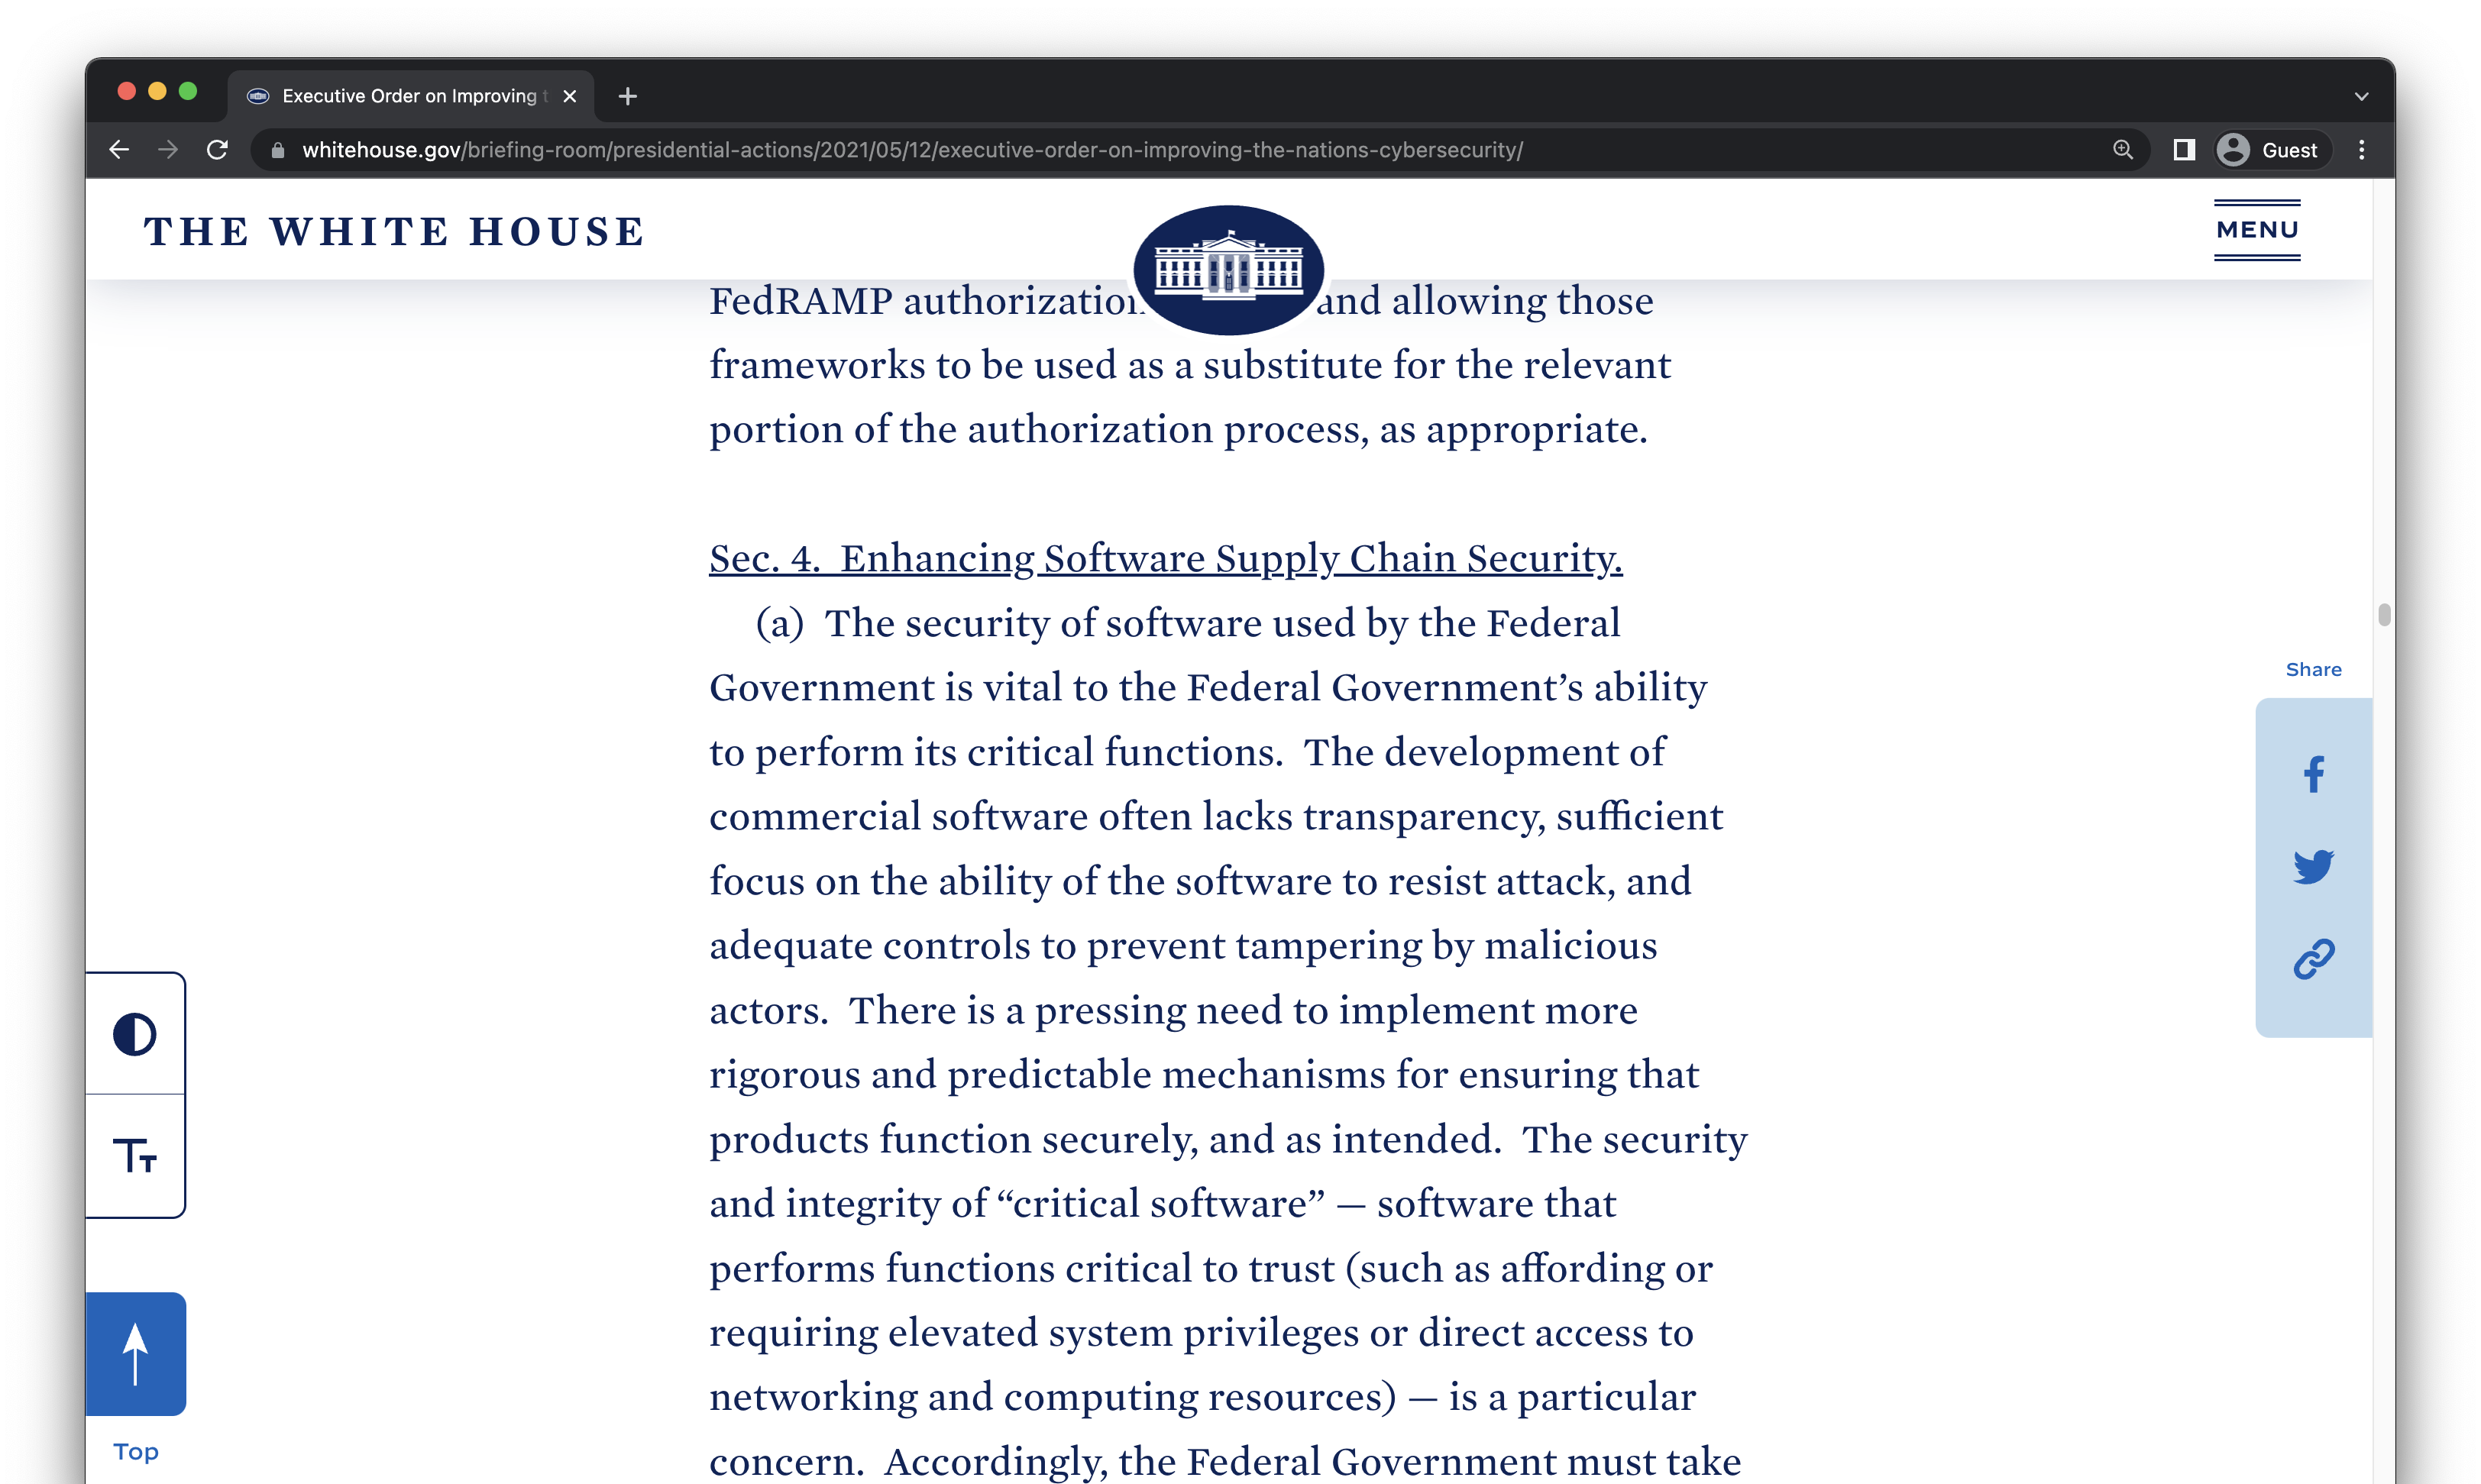 Executive Order on Improving t
whitehouse.gov/briefing-room/presidential-actions/2021/05/12/executive-order-on-improving-the-nations-cybersecurity/
Guest
THE WHITE HOUSE
MENU
FedRAMP authorization and allowing those
frameworks to be used as a substitute for the relevant
portion of the authorization process, as appropriate.
Sec. 4.  Enhancing Software Supply Chain Security.
(a)  The security of software used by the Federal
Government is vital to the Federal Government’s ability
to perform its critical functions.  The development of
commercial software often lacks transparency, sufficient
focus on the ability of the software to resist attack, and
adequate controls to prevent tampering by malicious
actors.  There is a pressing need to implement more
rigorous and predictable mechanisms for ensuring that
products function securely, and as intended.  The security
and integrity of “critical software” — software that
performs functions critical to trust (such as affording or
requiring elevated system privileges or direct access to
networking and computing resources) — is a particular
concern.  Accordingly, the Federal Government must take
Share
Tт
Top